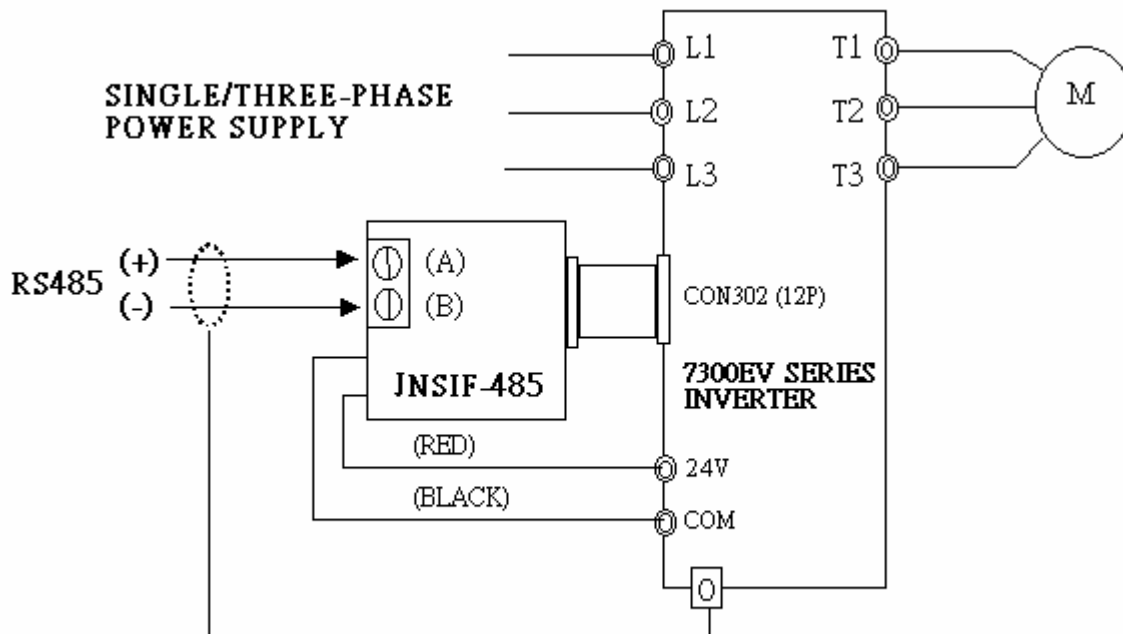 L1
T1
SINGLE/THREE-PHASE
POWER SUPPLY
L2
T2
M
L3
T3
RS485
(+)
(-)
(A)
(B)
CON302 (12P)
JNSIF-485
7300EV SERIES
INVERTER
(RED)
24V
(BLACK)
COM
O